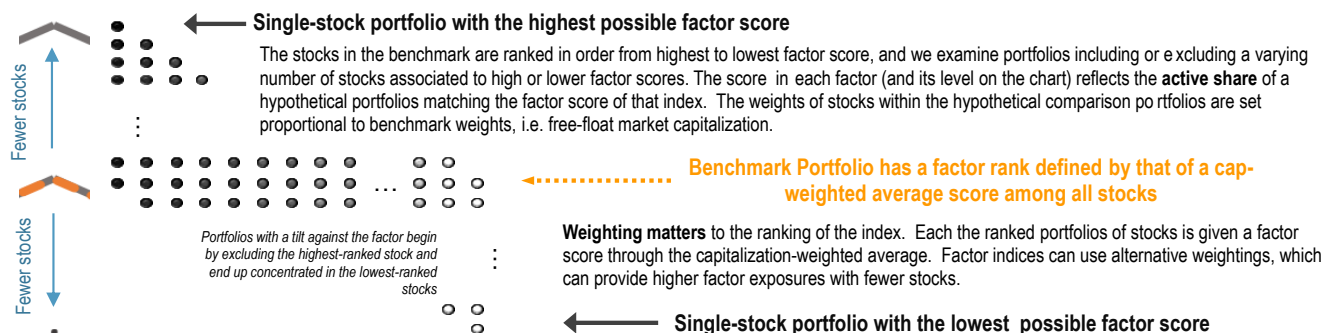 Single-stock portfolio with the highest possible factor score
The stocks in the benchmark are ranked in order from highest to lowest factor score, and we examine portfolios including or e xcluding a varying
number of stocks associated to high or lower factor scores. The score in each factor (and its level on the chart) reflects the active share of a
hypothetical portfolios matching the factor score of that index. The weights of stocks within the hypothetical comparison po rtfolios are set
proportional to benchmark weights, i.e. free-float market capitalization.
Fewer stocks
⋮
Benchmark Portfolio has a factor rank defined by that of a cap-
weighted average score among all stocks
...
Fewer stocks
Portfolios with a tilt against the factor begin
by excluding the highest-ranked stock and
end up concentrated in the lowest-ranked
stocks
⋮
Weighting matters to the ranking of the index. Each the ranked portfolios of stocks is given a factor
score through the capitalization-weighted average. Factor indices can use alternative weightings, which
can provide higher factor exposures with fewer stocks.
Single-stock portfolio with the lowest possible factor score